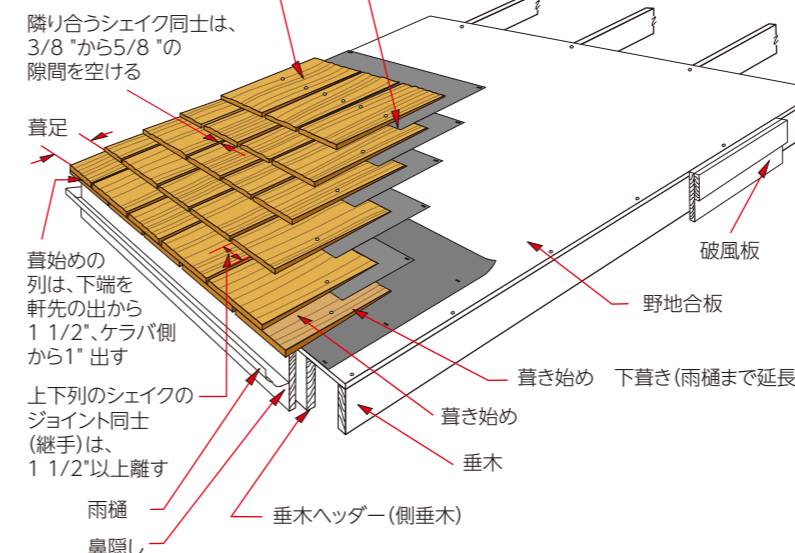 隣り合うシェイク同士は、
3/8 "から5/8 "の
隙間を空ける
葺足
葺始めの
列は、下端を
軒先の出から
1 1/2"、ケラバ側
から1" 出す
上下列のシェイクの
ジョイント同士
(継手)は、
1 1/2"以上離す
雨樋
鼻隠し
垂木ヘッダー(側垂木)
垂木
葺き始め
葺き始め　下葺き(雨樋まで延長
野地合板
破風板